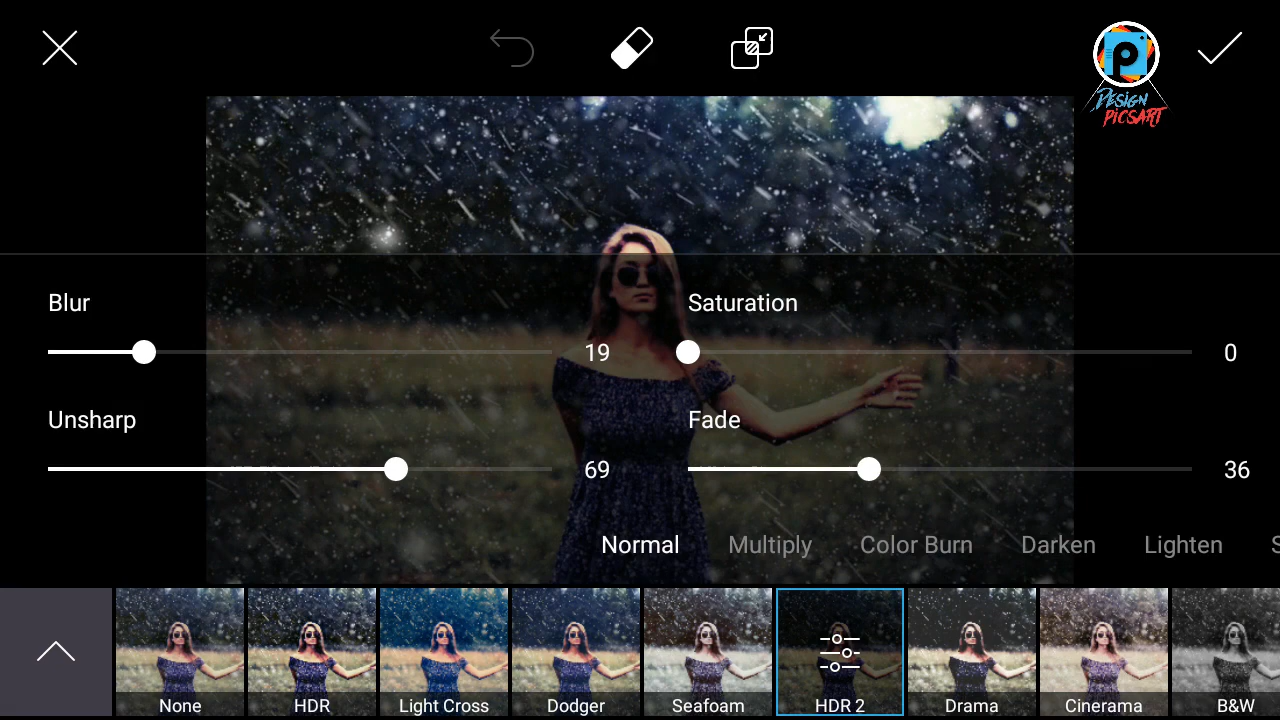 P
DESIGN
PICSART
Blur
19
Saturation
0
Unsharp
69
Fade
36
Normal Multiply Color Burn Darken Lighten S
None HDR Light Cross Dodger Seafoam HDR 2 Drama Cinerama B&W